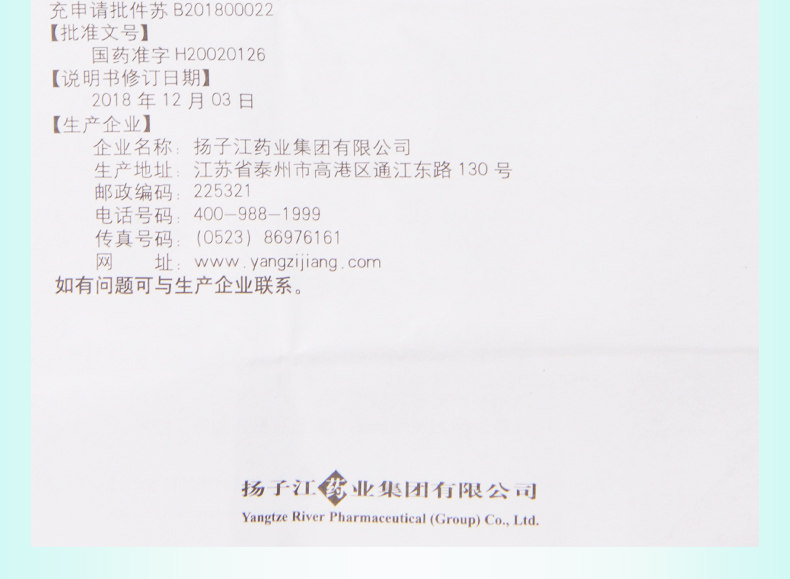 充申请批件苏 B201800022
【批准文号】
国药准字 H20020126
【说明书修订日期】
2018 年 12 月 03 日
【生产企业】
企业名称：扬子江药业集团有限公司
生产地址：江苏省泰州市高港区通江东路 130 号
邮政编码：225321
电话号码：400-988-1999
传真号码：(0523) 86976161
网 址：www.yangzijiang.com
如有问题可与生产企业联系。
扬子江药业集团有限公司
Yangtze River Pharmaceutical (Group) Co., Ltd.